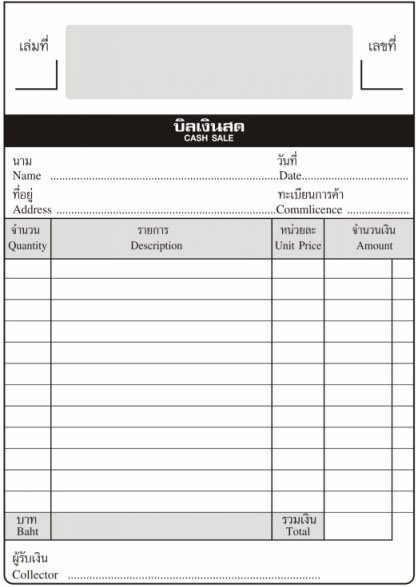 เล่มที่ เลขที่
บิลเงินสด
CASH SALE
นาม วันที่
Name Date
ที่อยู่ ทะเบียนการค้า
Address Commlicence
จำนวน รายการ หน่วยละ จำนวนเงิน
Quantity Description Unit Price Amount
บาท รวมเงิน
Baht Total
ผู้รับเงิน
Collector